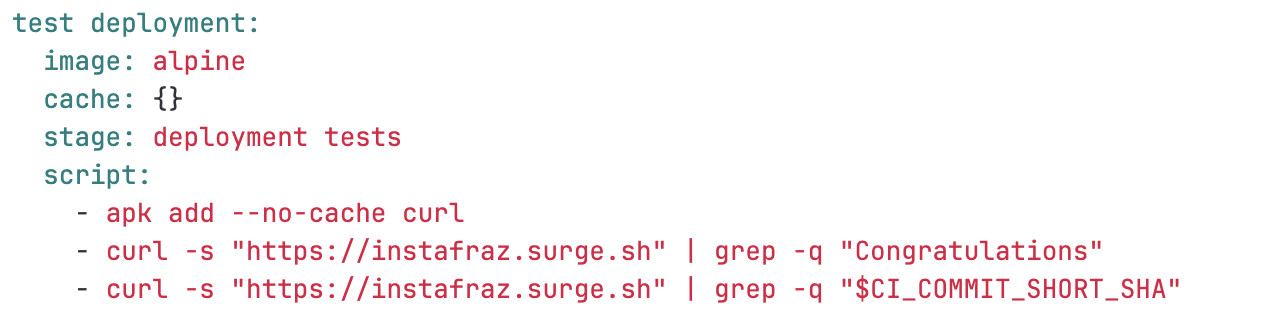 test deployment:
  image: alpine
  cache: {}
  stage: deployment tests
  script:
    - apk add --no-cache curl
    - curl -s "https://instafraz.surge.sh" | grep -q "Congratulations"
    - curl -s "https://instafraz.surge.sh" | grep -q "$CI_COMMIT_SHORT_SHA"